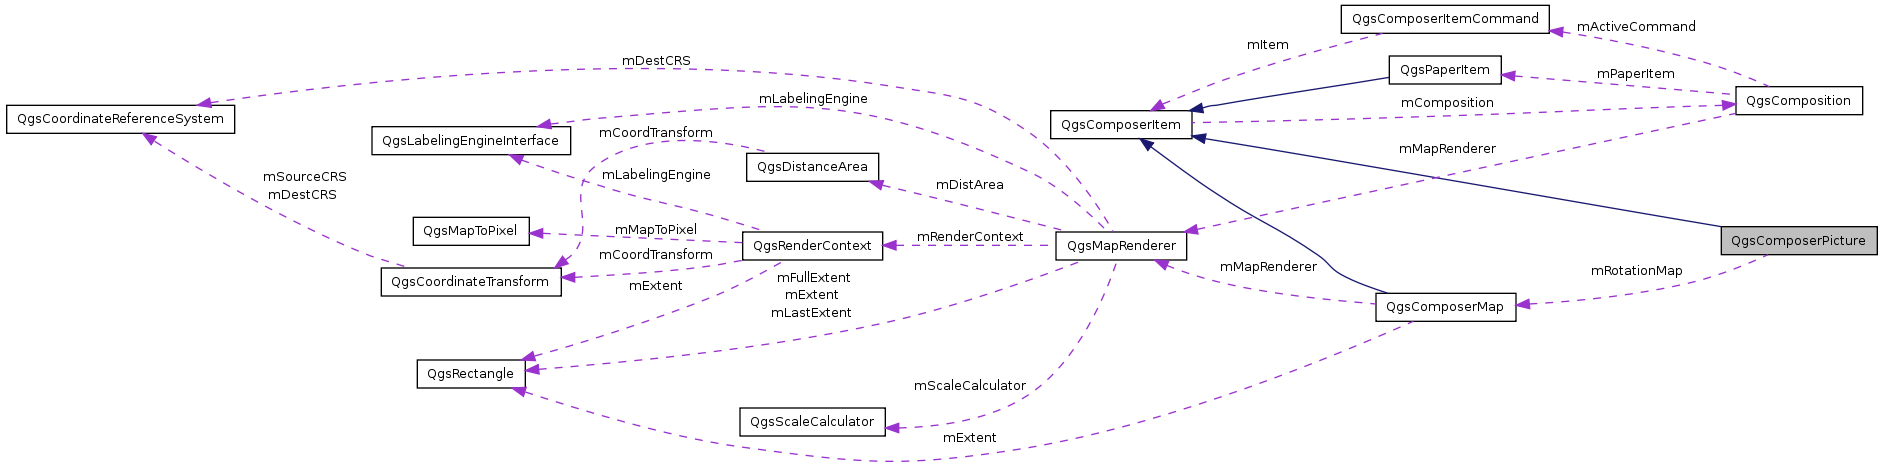 QgsComposerItemCommand
mActiveCommand
mItem
mDestCRS
QgsPaperItem
mPaperItem
mLabelingEngine
mComposition
QgsComposition
QgsCoordinateReferenceSystem
QgsComposerItem
mCoordTransform
QgsLabelingEngineInterface
mMapRenderer
QgsDistanceArea
mSourceCRS
mDestCRS
mLabelingEngine
mDistArea
QgsMapToPixel
mMapToPixel
QgsRenderContext
mRenderContext
QgsMapRenderer
QgsComposerPicture
mCoordTransform
mMapRenderer
mRotationMap
QgsCoordinateTransform
mExtent
mFullExtent
mExtent
mLastExtent
QgsComposerMap
QgsRectangle
mScaleCalculator
QgsScaleCalculator
mExtent